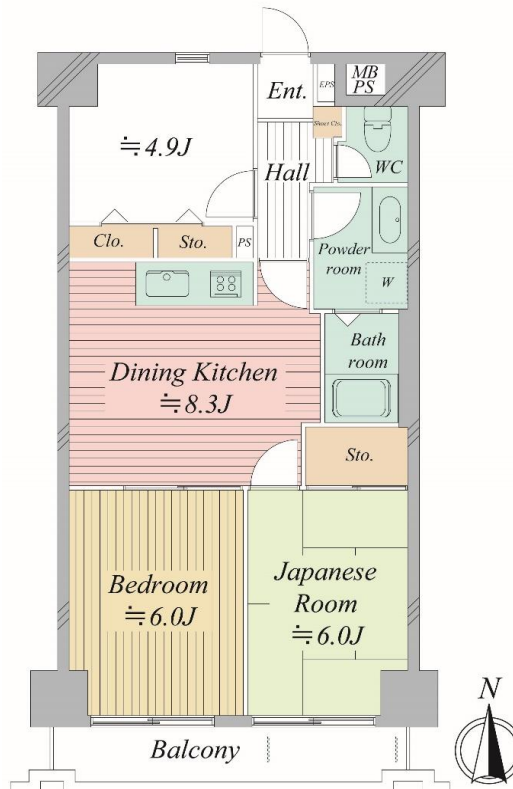 MB
PS
Ent.
EPS
Shoes Clo.
≒4.9J
Hall
WC
Clo.
Sto.
PS
Powder
room
W
Bath
room
Dining Kitchen
≒8.3J
Sto.
Bedroom
≒6.0J
Japanese
Room
≒6.0J
N
Balcony